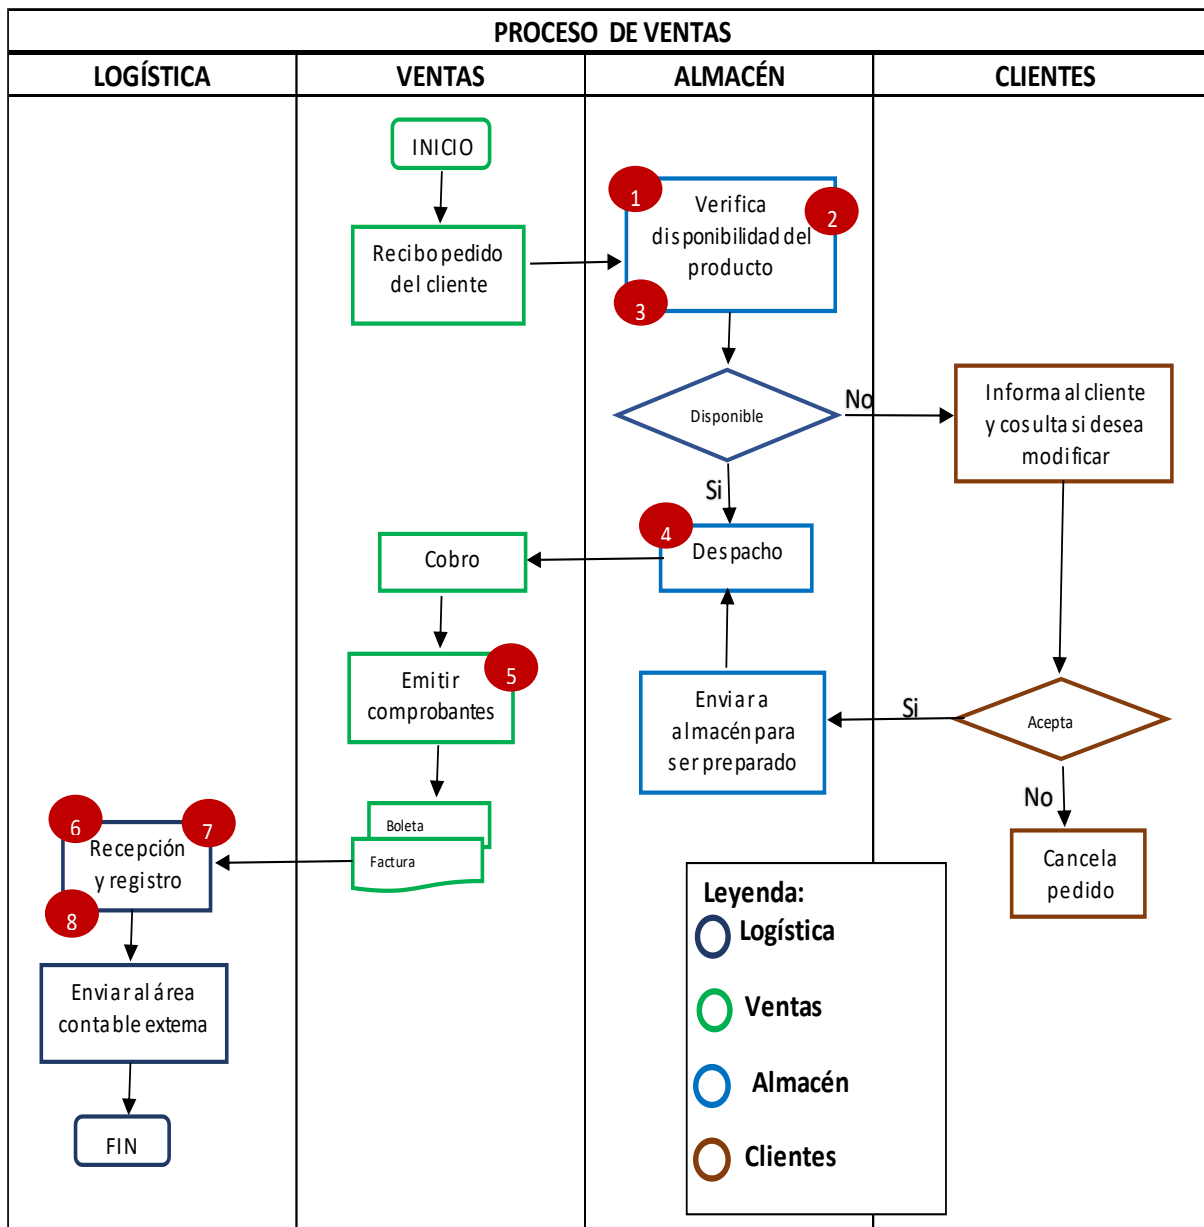 PROCESO DE VENTAS
LOGÍSTICA
VENTAS
ALMACÉN
CLIENTES
INICIO
Recibo pedido
del cliente
1
2
3
Verifica
disponibilidad del
producto
Disponible
No
Si
Informa al cliente
y cosulta si desea
modificar
4
Despacho
Cobro
5
Emitir
comprobantes
Enviar a
almacén para
ser preparado
Si
Acepta
No
Cancela
pedido
Boleta
Factura
6
7
8
Recepción
y registro
Enviar al área
contable externa
FIN
Leyenda:
Logística
Ventas
Almacén
Clientes